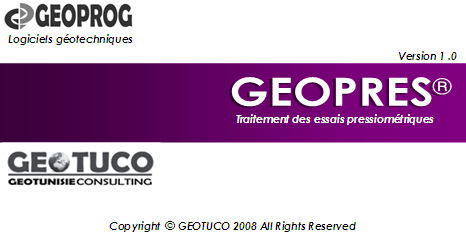 GEOPROG
Logiciels géotechniques
Version 1 .0
GEOPRES®
Traitement des essais pressiométriques
GEOTUCO
GEOTUNISIECONSULTING
Copyright © GEOTUCO 2008 All Rights Reserved